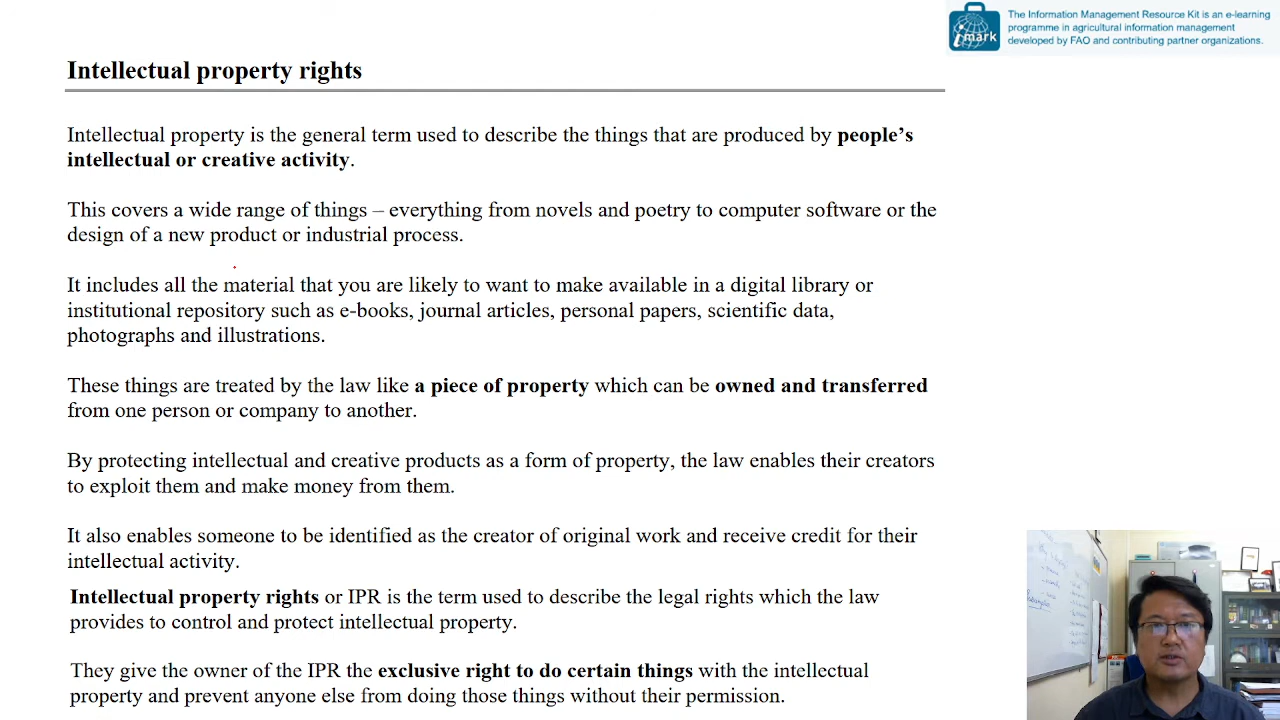 The Information Management Resource Kit is an e-learning
programme in agricultural information management
developed by FAO and contributing partner organizations.
imark
Intellectual property rights
Intellectual property is the general term used to describe the things that are produced by people’s
intellectual or creative activity.
This covers a wide range of things – everything from novels and poetry to computer software or the
design of a new product or industrial process.
It includes all the material that you are likely to want to make available in a digital library or
institutional repository such as e-books, journal articles, personal papers, scientific data,
photographs and illustrations.
These things are treated by the law like a piece of property which can be owned and transferred
from one person or company to another.
By protecting intellectual and creative products as a form of property, the law enables their creators
to exploit them and make money from them.
It also enables someone to be identified as the creator of original work and receive credit for their
intellectual activity.
Intellectual property rights or IPR is the term used to describe the legal rights which the law
provides to control and protect intellectual property.
They give the owner of the IPR the exclusive right to do certain things with the intellectual
property and prevent anyone else from doing those things without their permission.